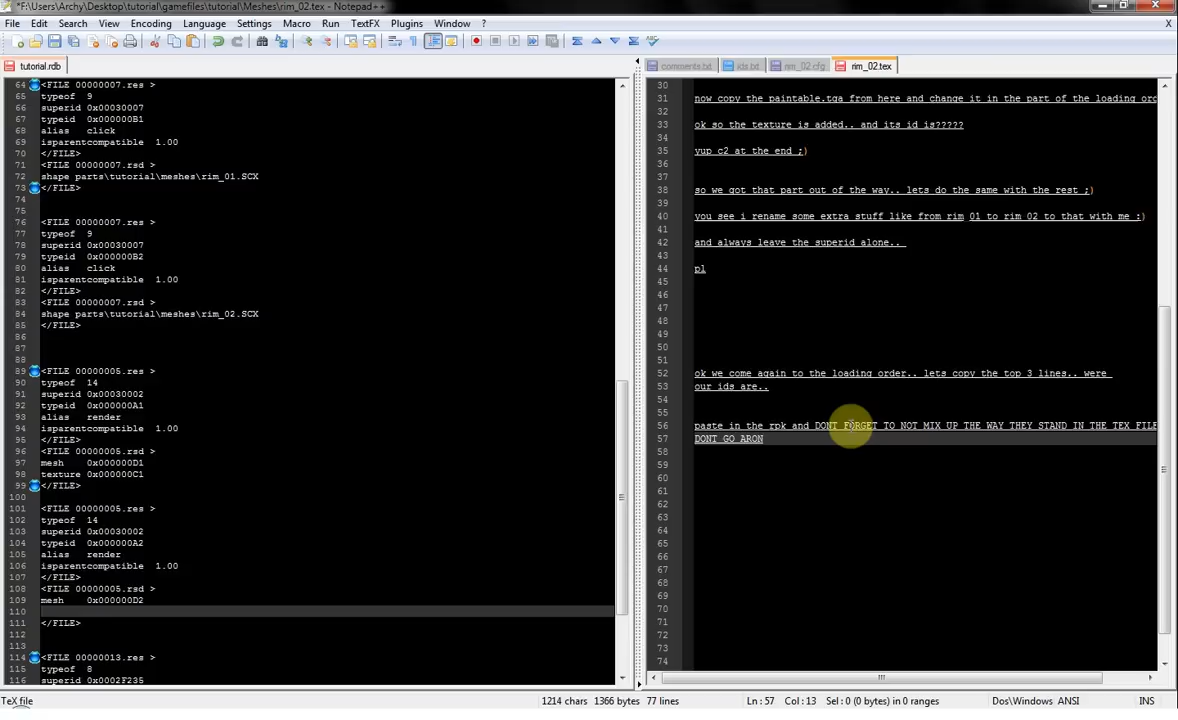 *F:\Users\Archy\Desktop\tutorial\gamefiles\tutorial\Meshes\rim_02.tex - Notepad++
File Edit Search View Encoding Language Settings Macro Run TextFX Plugins Window ? X
tutorial.rdb
comments.txt ids.txt rim_02.cfg rim_02.tex
64 <FILE 00000007.res >
65 typeof 9
66 superid 0x00030007
67 typeid 0x000000B1
68 alias click
69 isparentcompatible 1.00
70 </FILE>
71 <FILE 00000007.rsd >
72 shape parts\tutorial\meshes\rim_01.SCX
73 </FILE>
74
75
76 <FILE 00000007.res >
77 typeof 9
78 superid 0x00030007
79 typeid 0x000000B2
80 alias click
81 isparentcompatible 1.00
82 </FILE>
83 <FILE 00000007.rsd >
84 shape parts\tutorial\meshes\rim_02.SCX
85 </FILE>
86
87
88
89 <FILE 00000005.res >
90 typeof 14
91 superid 0x00030002
92 typeid 0x000000A1
93 alias render
94 isparentcompatible 1.00
95 </FILE>
96 <FILE 00000005.rsd >
97 mesh 0x000000D1
98 texture 0x000000C1
99 </FILE>
100
101 <FILE 00000005.res >
102 typeof 14
103 superid 0x00030002
104 typeid 0x000000A2
105 alias render
106 isparentcompatible 1.00
107 </FILE>
108 <FILE 00000005.rsd >
109 mesh 0x000000D2
110
111 </FILE>
112
113
114 <FILE 00000013.res >
115 typeof 8
116 superid 0x0002F235
30
31 now copy the paintable.tga from here and change it in the part of the loading ord
32
33 ok so the texture is added.. and its id is?????
34
35 yup c2 at the end ;)
36
37
38 so we got that part out of the way.. lets do the same with the rest ;)
39
40 you see i rename some extra stuff like from rim 01 to rim 02 to that with me :)
41
42 and always leave the superid alone..
43
44 pl
45
46
47
48
49
50
51
52 ok we come again to the loading order.. lets copy the top 3 lines.. were
53 our ids are..
54
55
56 paste in the rpk and DONT FORGET TO NOT MIX UP THE WAY THEY STAND IN THE TEX FILE
57 DONT GO ARON
58
59
60
61
62
63
64
65
66
67
68
69
70
71
72
73
74
TeX file 1214 chars 1366 bytes 77 lines Ln : 57 Col : 13 Sel : 0 (0 bytes) in 0 ranges Dos\Windows ANSI INS